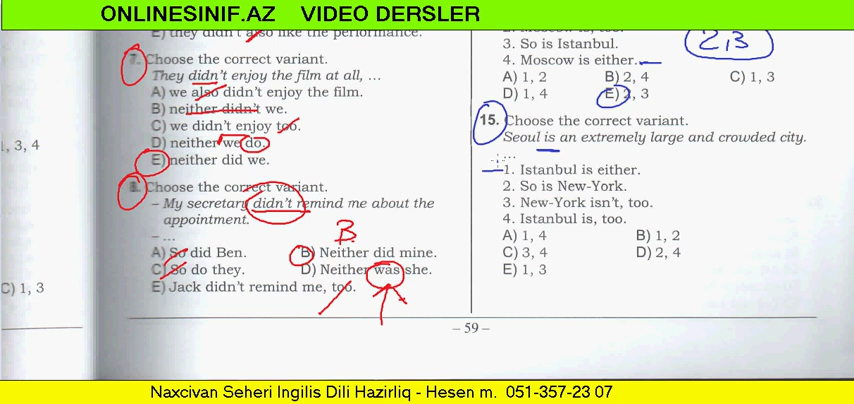 ONLINESINIF.AZ VIDEO DERSLER
E) they didn't also like the performance.
7. Choose the correct variant.
They didn't enjoy the film at all, ...
A) we also didn't enjoy the film.
B) neither didn't we.
C) we didn't enjoy too.
D) neither we do.
E) neither did we.
8. Choose the correct variant.
– My secretary didn't remind me about the
appointment.
– ...
B.
A) So did Ben.
B) Neither did mine.
C) So do they.
D) Neither was she.
E) Jack didn't remind me, too.
1, 3, 4
C) 1, 3
2,3
3. So is Istanbul.
4. Moscow is either.
A) 1, 2
B) 2, 4
C) 1, 3
D) 1, 4
E) 2, 3
15. Choose the correct variant.
Seoul is an extremely large and crowded city.
...
1. Istanbul is either.
2. So is New-York.
3. New-York isn't, too.
4. Istanbul is, too.
A) 1, 4
B) 1, 2
C) 3, 4
D) 2, 4
E) 1, 3
– 59 –
Naxcivan Seheri Ingilis Dili Hazirliq - Hesen m. 051-357-23 07